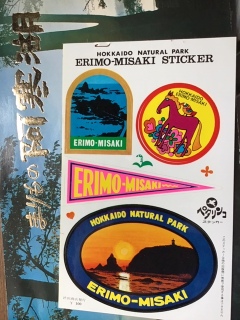 まりもの阿寒湖
HOKKAIDO NATURAL PARK
ERIMO-MISAKI STICKER
ERIMO-MISAKI
HOKKAIDO
ERIMO-MISAKI
ERIMO-MISAKI
HOKKAIDO NATURAL PARK
ERIMO-MISAKI